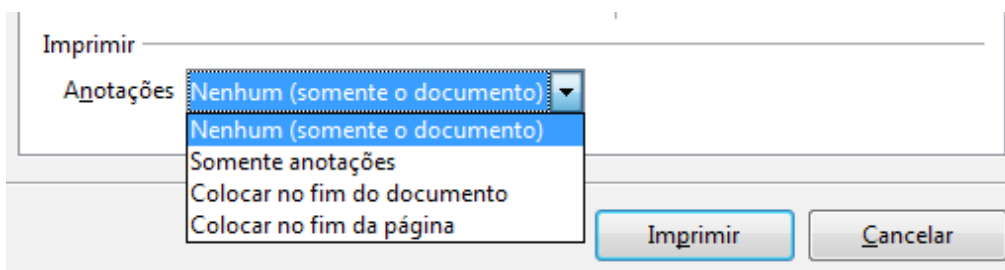 Imprimir
Anotações Nenhum (somente o documento)
Nenhum (somente o documento)
Somente anotações
Colocar no fim do documento
Colocar no fim da página
Imprimir Cancelar